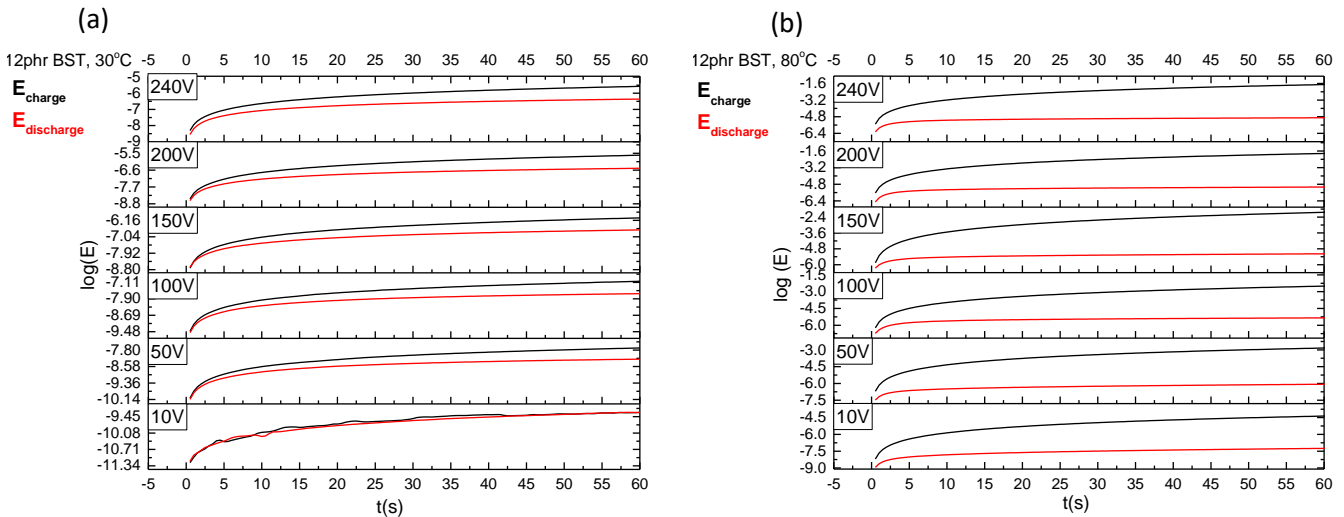 (a)
12phr BST, 30°C
-5 0 5 10 15 20 25 30 35 40 45 50 55 60
E_charge
E_discharge
log(E)
240V
-5
-6
-7
-8
-9
200V
-5.5
-6.6
-7.7
-8.8
150V
-6.16
-7.04
-7.92
-8.80
100V
-7.11
-7.90
-8.69
-9.48
50V
-7.80
-8.58
-9.36
-10.14
10V
-9.45
-10.08
-10.71
-11.34
-5 0 5 10 15 20 25 30 35 40 45 50 55 60
t(s)
(b)
12phr BST, 80°C
-5 0 5 10 15 20 25 30 35 40 45 50 55 60
E_charge
E_discharge
log (E)
240V
-1.6
-3.2
-4.8
-6.4
200V
-1.6
-3.2
-4.8
-6.4
150V
-2.4
-3.6
-4.8
-6.0
100V
-1.5
-3.0
-4.5
-6.0
50V
-3.0
-4.5
-6.0
-7.5
10V
-4.5
-6.0
-7.5
-9.0
-5 0 5 10 15 20 25 30 35 40 45 50 55 60
t(s)